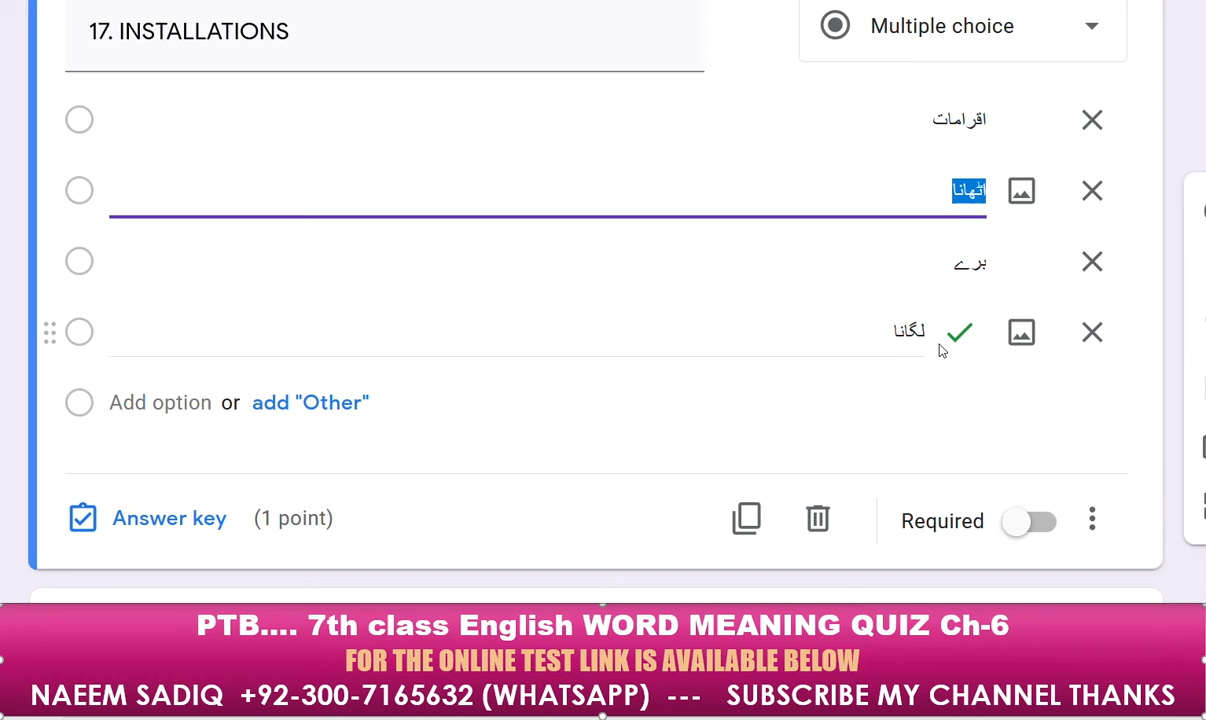 17. INSTALLATIONS
Multiple choice
اقرامات
اٹھانا
برے
لگانا
Add option or add "Other"
Answer key (1 point)
Required
PTB.... 7th class English WORD MEANING QUIZ Ch-6
FOR THE ONLINE TEST LINK IS AVAILABLE BELOW
NAEEM SADIQ +92-300-7165632 (WHATSAPP) --- SUBSCRIBE MY CHANNEL THANKS